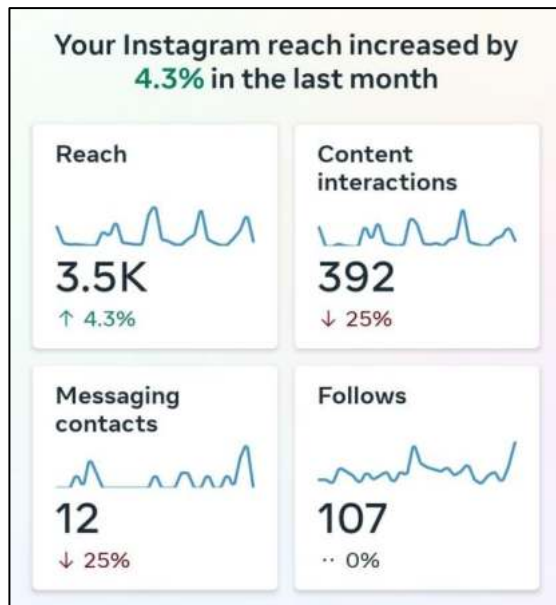 Your Instagram reach increased by
4.3% in the last month
Reach
3.5K
↑ 4.3%
Content
interactions
392
↓ 25%
Messaging
contacts
12
↓ 25%
Follows
107
·· 0%